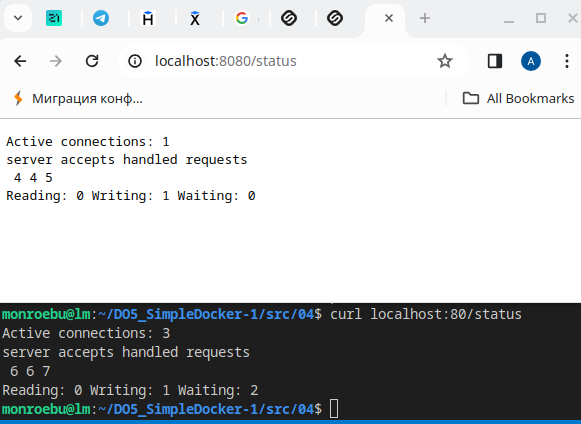 localhost:8080/status
A
Миграция конф...
All Bookmarks
Active connections: 1
server accepts handled requests
4 4 5
Reading: 0 Writing: 1 Waiting: 0
monroebu@lm:~/DO5_SimpleDocker-1/src/04$ curl localhost:80/status
Active connections: 3
server accepts handled requests
6 6 7
Reading: 0 Writing: 1 Waiting: 2
monroebu@lm:~/DO5_SimpleDocker-1/src/04$